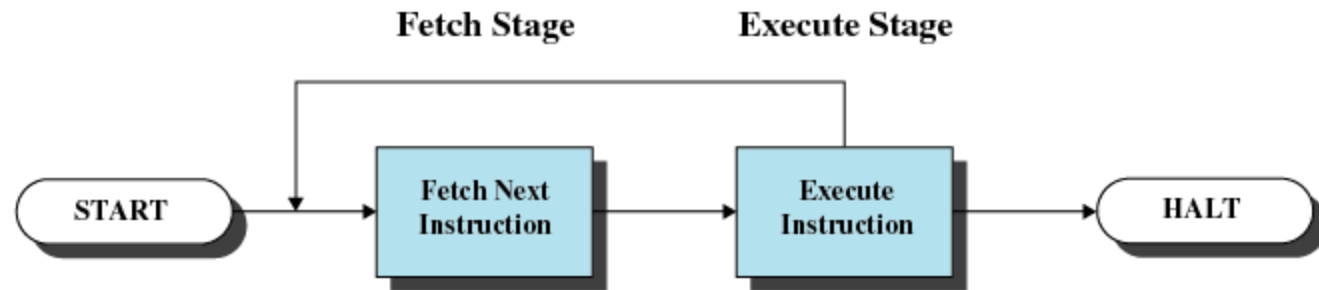 Fetch Stage
Execute Stage
START
Fetch Next
Instruction
Execute
Instruction
HALT